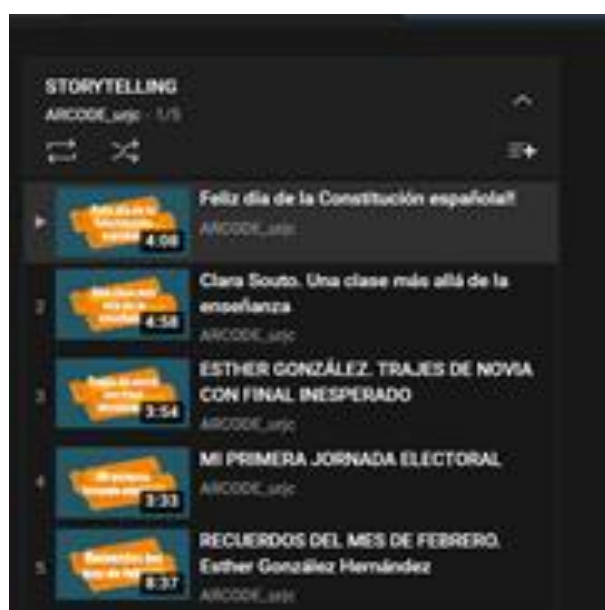 STORYTELLING
ARCODE_urjc - 1/5
Feliz día de la Constitución española!!
ARCODE_urjc
4:08
2
Clara Souto. Una clase más allá de la
enseñanza
ARCODE_urjc
4:58
3
ESTHER GONZÁLEZ. TRAJES DE NOVIA
CON FINAL INESPERADO
ARCODE_urjc
3:54
4
MI PRIMERA JORNADA ELECTORAL
ARCODE_urjc
3:33
5
RECUERDOS DEL MES DE FEBRERO.
Esther González Hernández
ARCODE_urjc
8:37